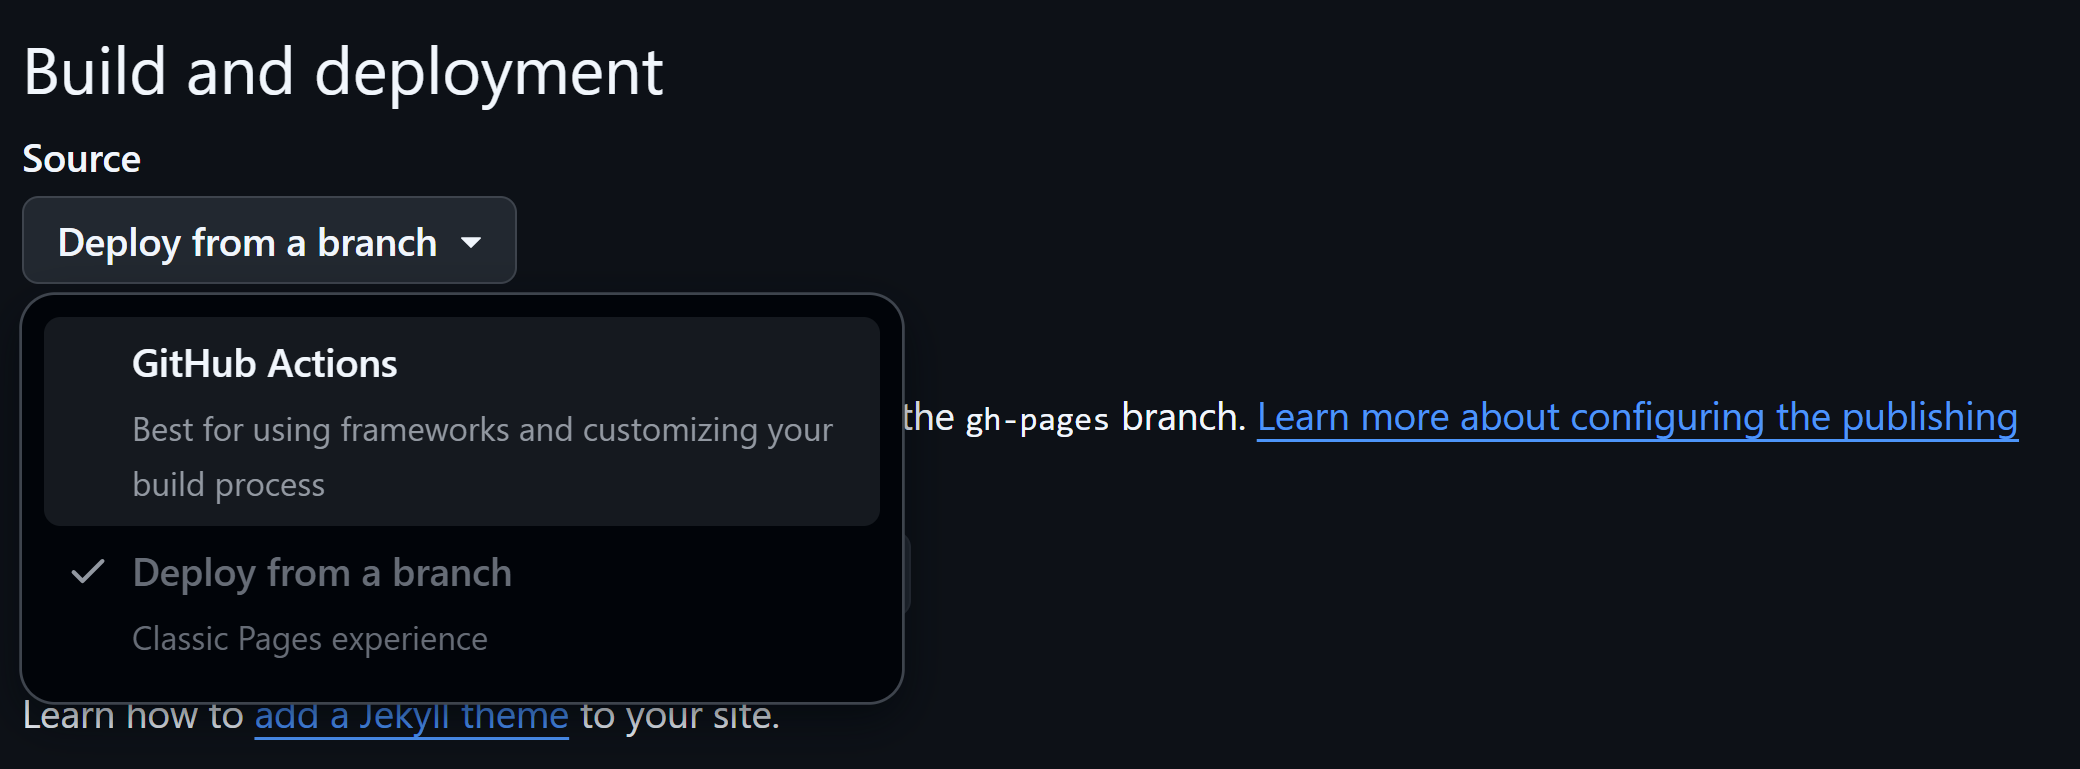 Build and deployment
Source
Deploy from a branch
GitHub Actions
Best for using frameworks and customizing your
build process
the gh-pages branch. Learn more about configuring the publishing
Deploy from a branch
Classic Pages experience
Learn how to add a Jekyll theme to your site.